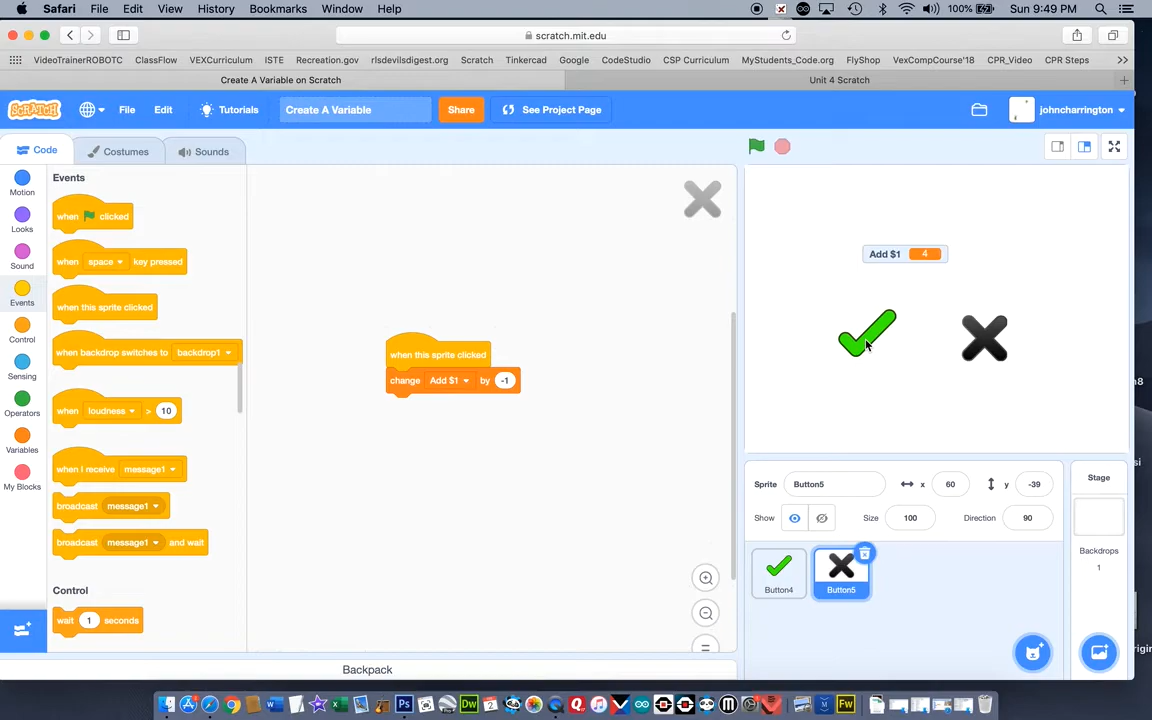 Safari File Edit View History Bookmarks Window Help 100% Sun 9:49 PM
scratch.mit.edu
VideoTrainerROBOTC ClassFlow VEXCurriculum ISTE Recreation.gov rlsdevilsdigest.org Scratch Tinkercad Google CodeStudio CSP Curriculum MyStudents_Code.org FlyShop VexCompCourse'18 CPR_Video CPR Steps
Create A Variable on Scratch Unit 4 Scratch
SCRATCH File Edit Tutorials Create A Variable Share See Project Page johncharrington
Code Costumes Sounds
Motion
Looks
Sound
Events
Control
Sensing
Operators
Variables
My Blocks
Events
when clicked
when space key pressed
when this sprite clicked
when backdrop switches to backdrop1
when loudness > 10
when I receive message1
broadcast message1
broadcast message1 and wait
Control
wait 1 seconds
when this sprite clicked
change Add $1 by -1
Add $1 4
Sprite Button5 x 60 y -39
Show Size 100 Direction 90
Button4 Button5
Stage
Backdrops
1
Backpack